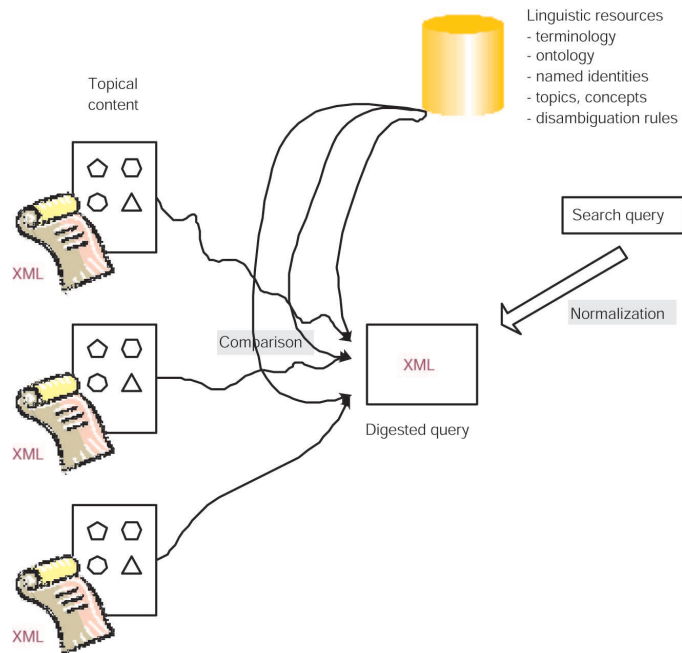 Linguistic resources
- terminology
- ontology
- named identities
- topics, concepts
- disambiguation rules
Topical
content
Search query
XML
Normalization
Comparison
XML
Digested query
XML
XML